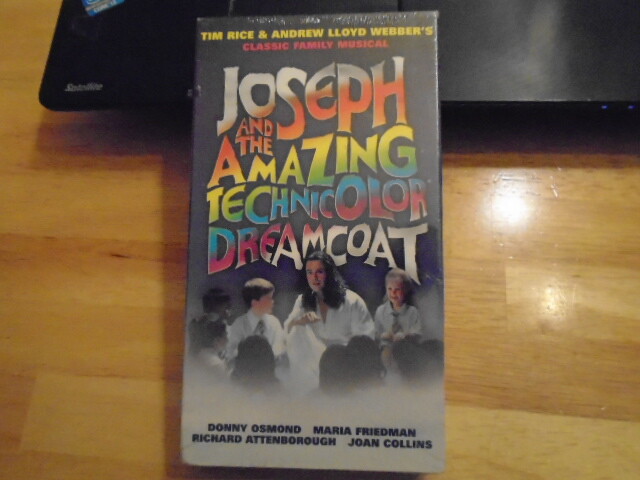 Satellite
TIM RICE & ANDREW LLOYD WEBBER'S
CLASSIC FAMILY MUSICAL
JOSEPH
AND THE
AMAZING
TECHNICOLOR
DREAMCOAT
DONNY OSMOND MARIA FRIEDMAN
RICHARD ATTENBOROUGH JOAN COLLINS